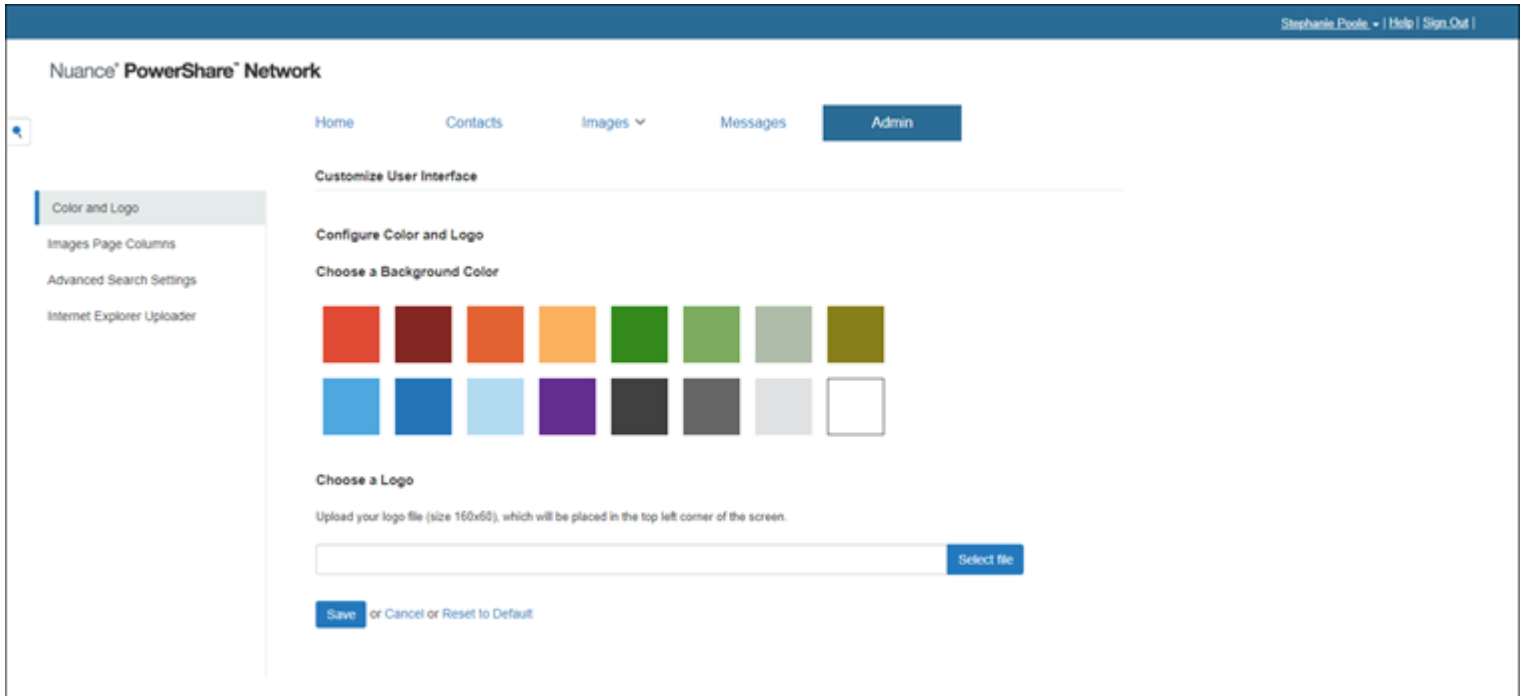 Stephanie Poole | Help | Sign Out |
Nuance® PowerShare™ Network
Home Contacts Images Messages Admin
Customize User Interface
Color and Logo
Images Page Columns
Advanced Search Settings
Internet Explorer Uploader
Configure Color and Logo
Choose a Background Color
Choose a Logo
Upload your logo file (size 160x60), which will be placed in the top left corner of the screen.
Select file
Save or Cancel or Reset to Default